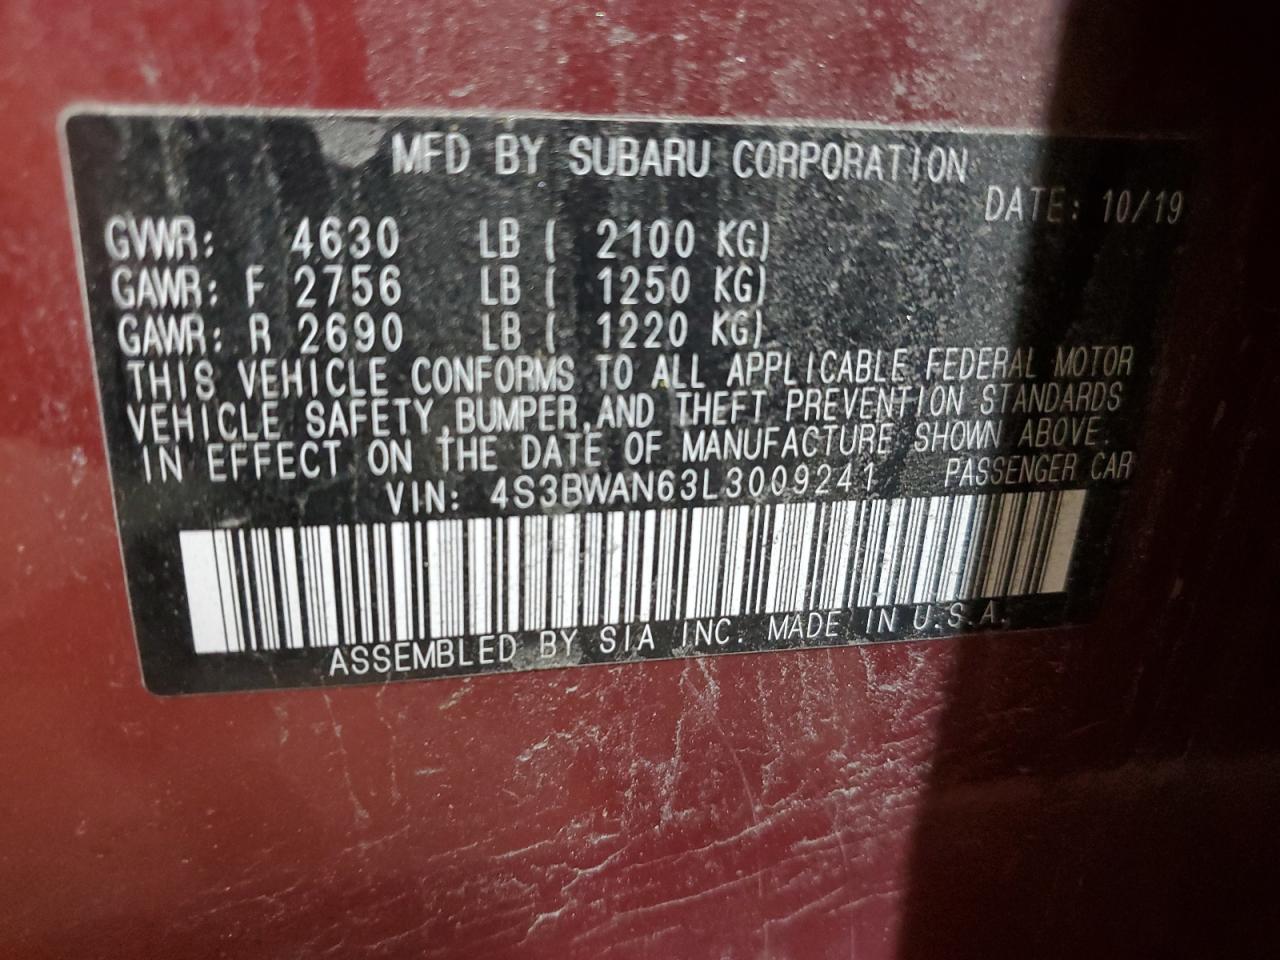 MFD BY SUBARU CORPORATION
DATE: 10/19
GVWR: 4630 LB ( 2100 KG)
GAWR: F 2756 LB ( 1250 KG)
GAWR: R 2690 LB ( 1220 KG)
THIS VEHICLE CONFORMS TO ALL APPLICABLE FEDERAL MOTOR
VEHICLE SAFETY,BUMPER,AND THEFT PREVENTION STANDARDS
IN EFFECT ON THE DATE OF MANUFACTURE SHOWN ABOVE.
VIN: 4S3BWAN63L3009241 PASSENGER CAR
ASSEMBLED BY SIA INC. MADE IN U.S.A.